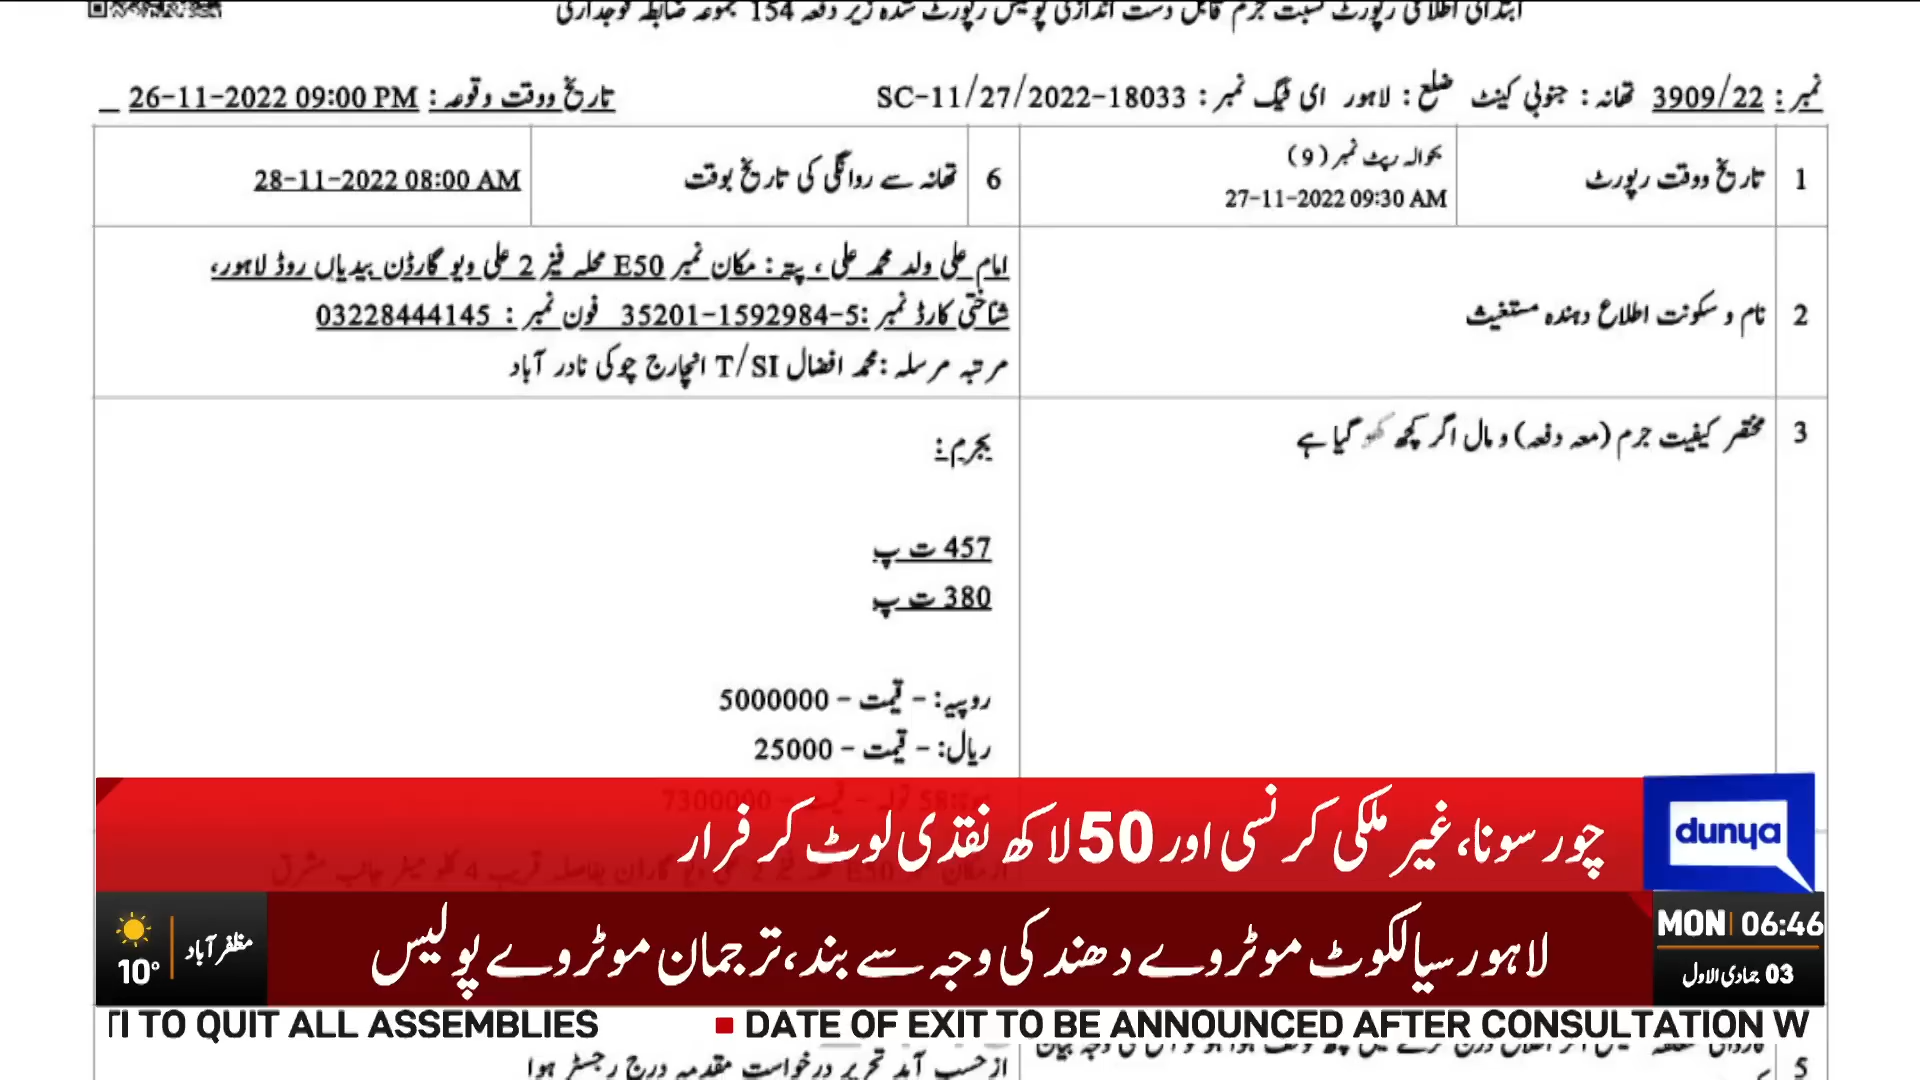 ابتدائی اطلاعی رپورٹ نسبت جرم قابل دست اندازی پولیس رپورٹ شدہ زیر دفعہ 154 مجموعہ ضابطہ فوجداری
نمبر : 3909/22 تھانہ : جنوبی کینٹ ضلع : لاہور ای ٹیگ نمبر : SC-11/27/2022-18033 تاریخ و وقت وقوعہ : 26-11-2022 09:00 PM
1 تاریخ ووقت رپورٹ
بحوالہ رپٹ نمبر (9)
27-11-2022 09:30 AM
6 تھانہ سے روانگی کی تاریخ بوقت
28-11-2022 08:00 AM
2 نام و سکونت اطلاع دہندہ مستغیث
امام علی ولد محمد علی ، پتہ : مکان نمبر E50 محلہ فیز 2 علی ویو گارڈن بیدیاں روڈ لاہور،
شناختی کارڈ نمبر :5-1592984-35201 فون نمبر : 03228444145
مرتبہ مرسلہ :محمد افضال T/SI انچارج چوکی نادر آباد
3 مختصر کیفیت جرم (معہ دفعہ) و مال اگر کچھ کھو گیا ہے
بجرم :
457 ت پ
380 ت پ
روپیہ: - قیمت - 5000000
ریال: - قیمت - 25000
قیمت - 7300000
چور سونا، غیر ملکی کرنسی اور 50 لاکھ نقدی لوٹ کر فرار
dunya
لاہور سیالکوٹ موٹروے دھند کی وجہ سے بند، ترجمان موٹروے پولیس
MON 06:46
03 جمادی الاول
مظفر آباد
10°
TI TO QUIT ALL ASSEMBLIES DATE OF EXIT TO BE ANNOUNCED AFTER CONSULTATION W
5
ازحسب آمد تحریر درخواست مقدمہ درج رجسٹر ہوا